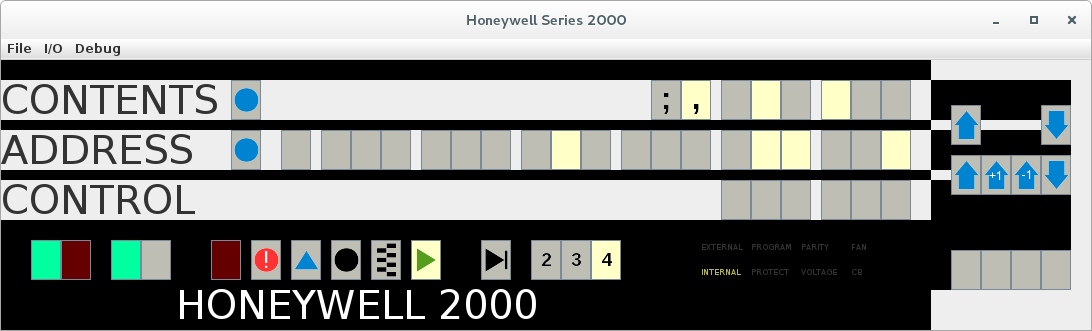 Honeywell Series 2000
File I/O Debug
CONTENTS ; ,
ADDRESS +1 -1
CONTROL
! 2 3 4
EXTERNAL PROGRAM PARITY FAN
INTERNAL PROTECT VOLTAGE CB
HONEYWELL 2000